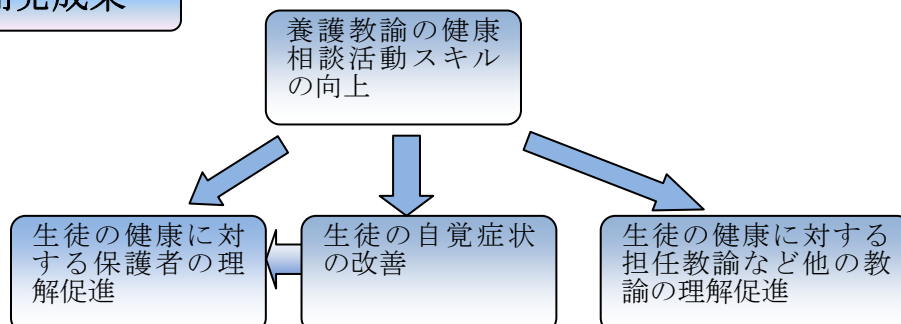 成果
養護教諭の健康
相談活動スキル
の向上
生徒の健康に対
する保護者の理
解促進
生徒の自覚症状
の改善
生徒の健康に対する
担任教諭など他の教
諭の理解促進